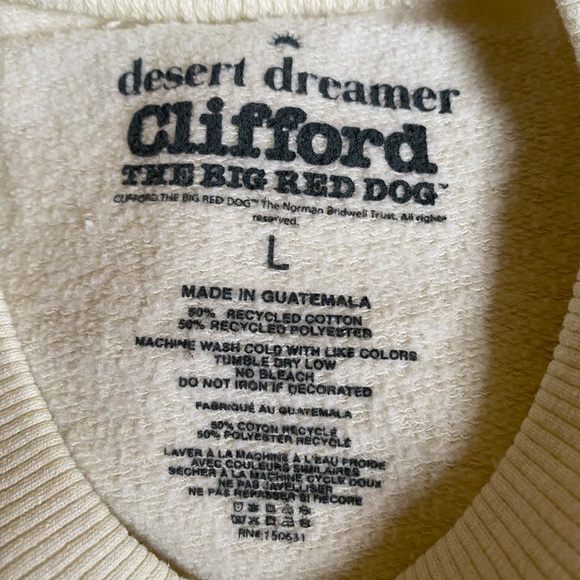 desert dreamer
Clifford
THE BIG RED DOG™
CLIFFORD THE BIG RED DOG™ The Norman Bridwell Trust. All rights
reserved.
L
MADE IN GUATEMALA
50% RECYCLED COTTON
50% RECYCLED POLYESTER
MACHINE WASH COLD WITH LIKE COLORS
TUMBLE DRY LOW
NO BLEACH
DO NOT IRON IF DECORATED
FABRIQUÉ AU GUATEMALA
50% COTON RECYCLÉ
50% POLYESTER RECYCLÉ
LAVER À LA MACHINE À L'EAU FROIDE
AVEC COULEURS SIMILAIRES
SÉCHER À LA MACHINE CYCLE DOUX
NE PAS JAVELLISER
NE PAS REPASSER SI DÉCORÉ
RN# 150631